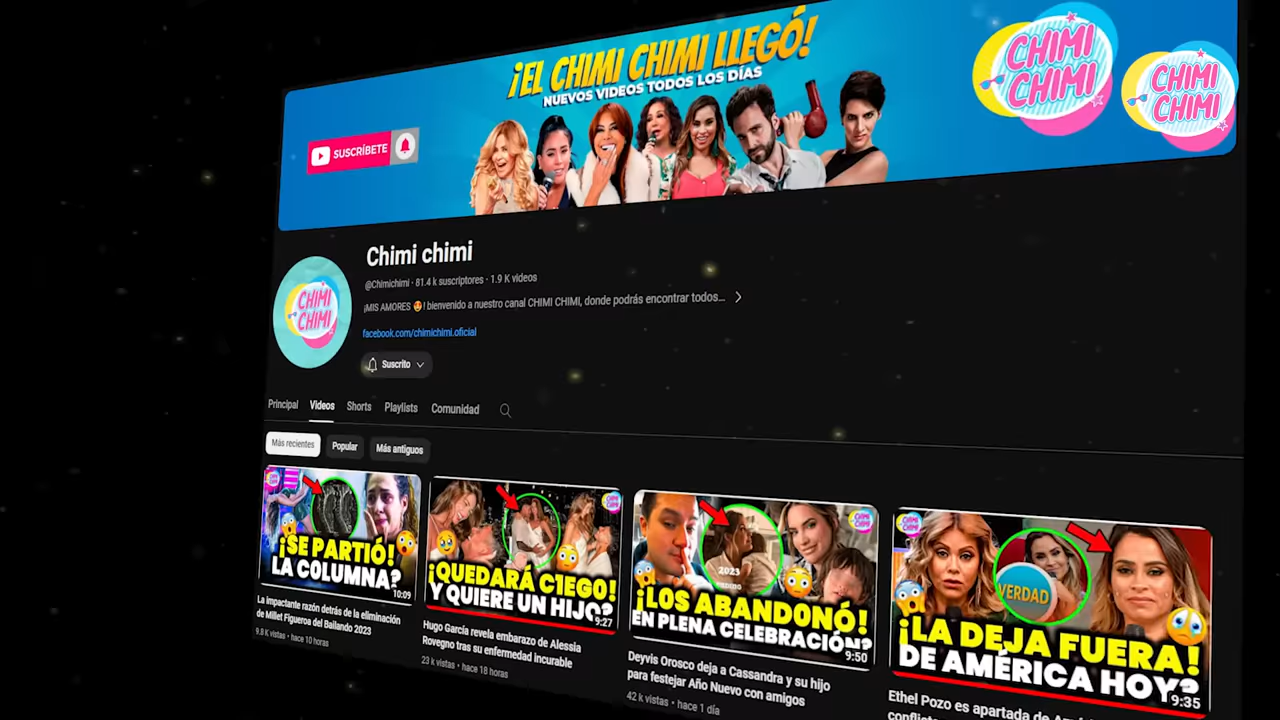 ¡EL CHIMI CHIMI LLEGÓ!
NUEVOS VIDEOS TODOS LOS DÍAS
CHIMI
CHIMI
CHIMI
CHIMI
SUSCRÍBETE
CHIMI
CHIMI
Chimi chimi
@Chimichimi · 81.4 k suscriptores · 1.9 K videos
¡MIS AMORES 😍! bienvenido a nuestro canal CHIMI CHIMI, donde podrás encontrar todos...
facebook.com/chimichimi.oficial
Suscrito
Principal Videos Shorts Playlists Comunidad
Más recientes Popular Más antiguos
¡SE PARTIÓ!
LA COLUMNA?
10:09
La impactante razón detrás de la eliminación
de Millet Figueroa del Bailando 2023
9.8 K vistas · hace 10 horas
¡QUEDARÁ C1EGO!
Y QUIERE UN HIJO?
9:27
Hugo García revela embarazo de Alessia
Rovegno tras su enfermedad incurable
23 k vistas · hace 18 horas
CHIMI
CHIMI
2023
¡LOS ABANDONÓ!
EN PLENA CELEBRACIÓN?
9:50
Deyvis Orosco deja a Cassandra y su hijo
para festejar Año Nuevo con amigos
42 k vistas · hace 1 día
CHIMI
CHIMI
VERDAD
¡LA DEJA FUERA!
DE AMÉRICA HOY?
9:35
Ethel Pozo es apartada de